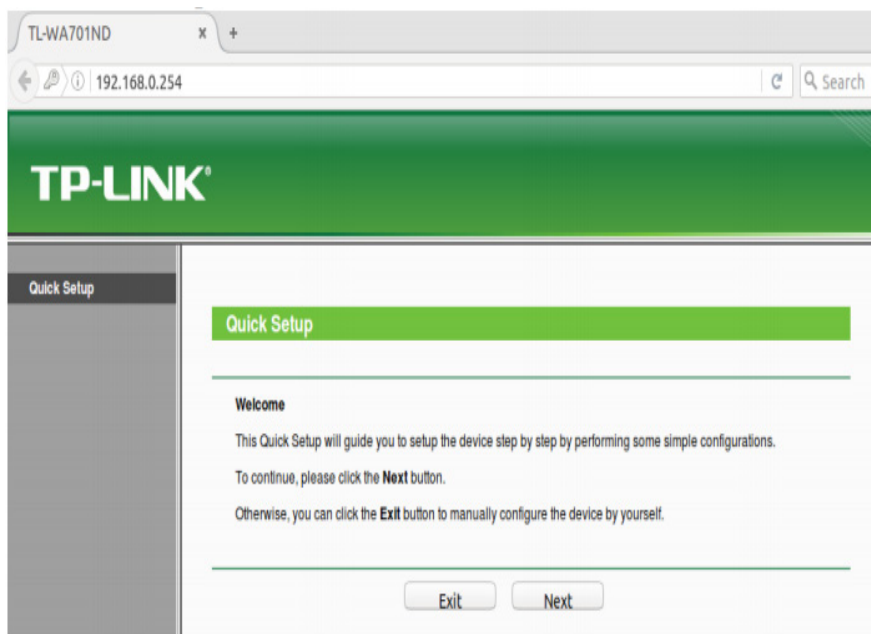 TL-WA701ND x +
192.168.0.254 Search
TP-LINK®
Quick Setup
Quick Setup
Welcome
This Quick Setup will guide you to setup the device step by step by performing some simple configurations.
To continue, please click the Next button.
Otherwise, you can click the Exit button to manually configure the device by yourself.
Exit Next